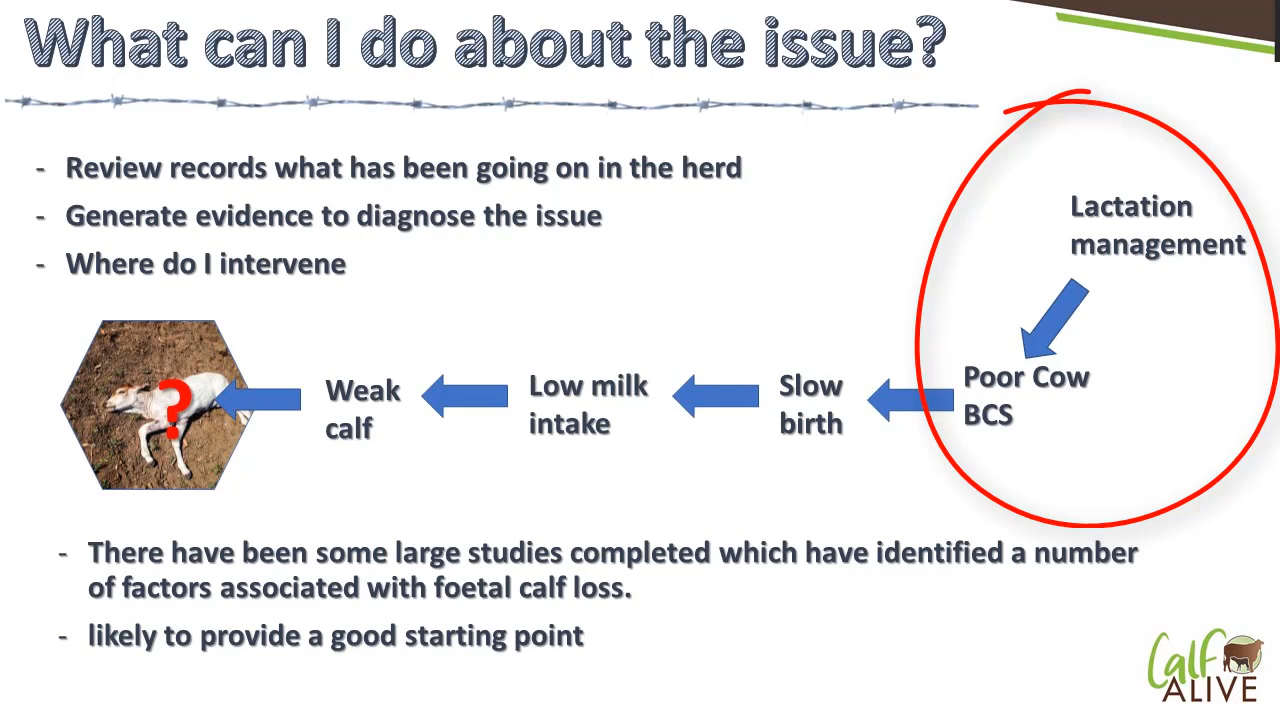 What can I do about the issue?
- Review records what has been going on in the herd
- Generate evidence to diagnose the issue
- Where do I intervene
Lactation
management
Poor Cow
BCS
Slow
birth
Low milk
intake
Weak
calf
?
- There have been some large studies completed which have identified a number
of factors associated with foetal calf loss.
- likely to provide a good starting point
Calf
ALIVE